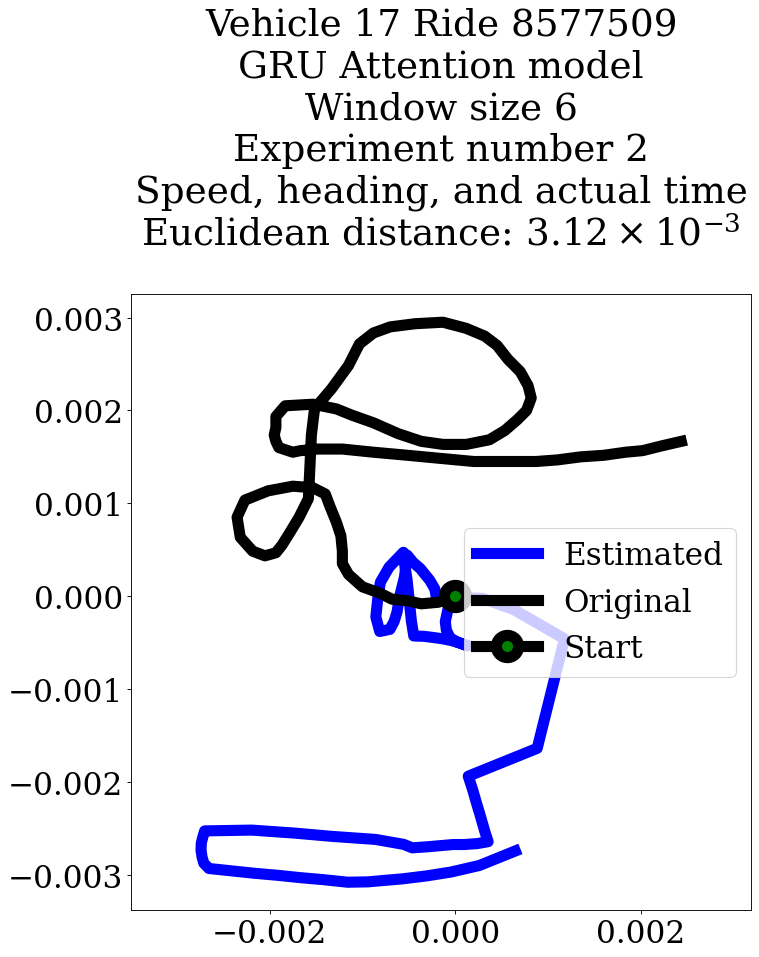 Vehicle 17 Ride 8577509
GRU Attention model
Window size 6
Experiment number 2
Speed, heading, and actual time
Euclidean distance: 3.12 × 10⁻³
0.003
0.002
0.001
0.000
−0.001
−0.002
−0.003
Estimated
Original
Start
−0.002
0.000
0.002